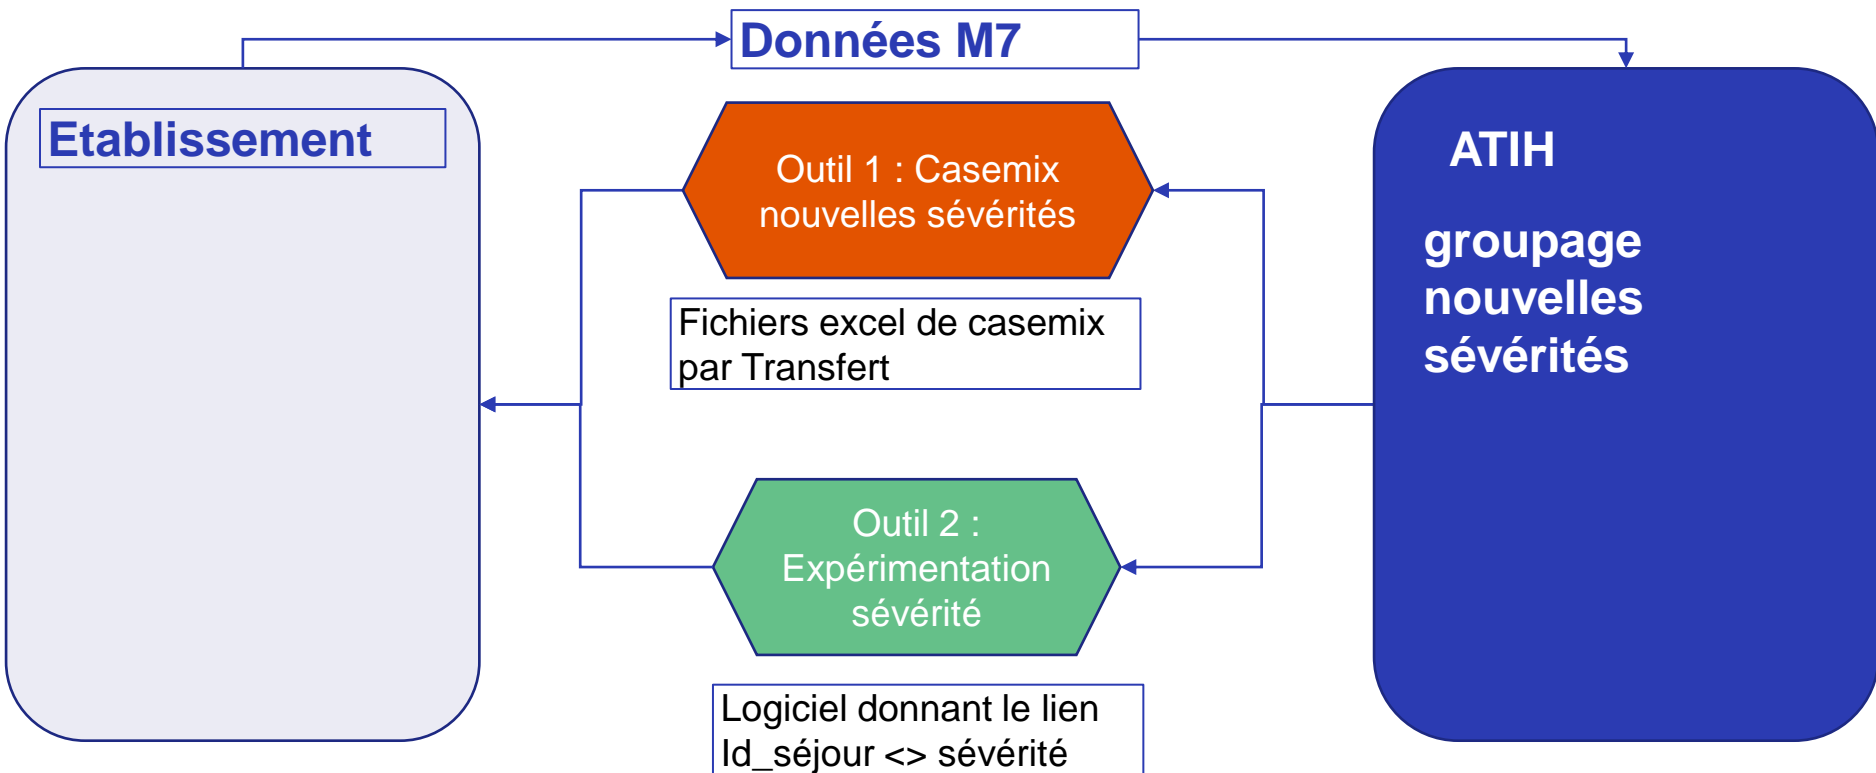 Données M7
Etablissement
Outil 1 : Casemix
nouvelles sévérités
Fichiers excel de casemix
par Transfert
Outil 2 :
Expérimentation
sévérité
Logiciel donnant le lien
Id_séjour <> sévérité
ATIH
groupage
nouvelles
sévérités